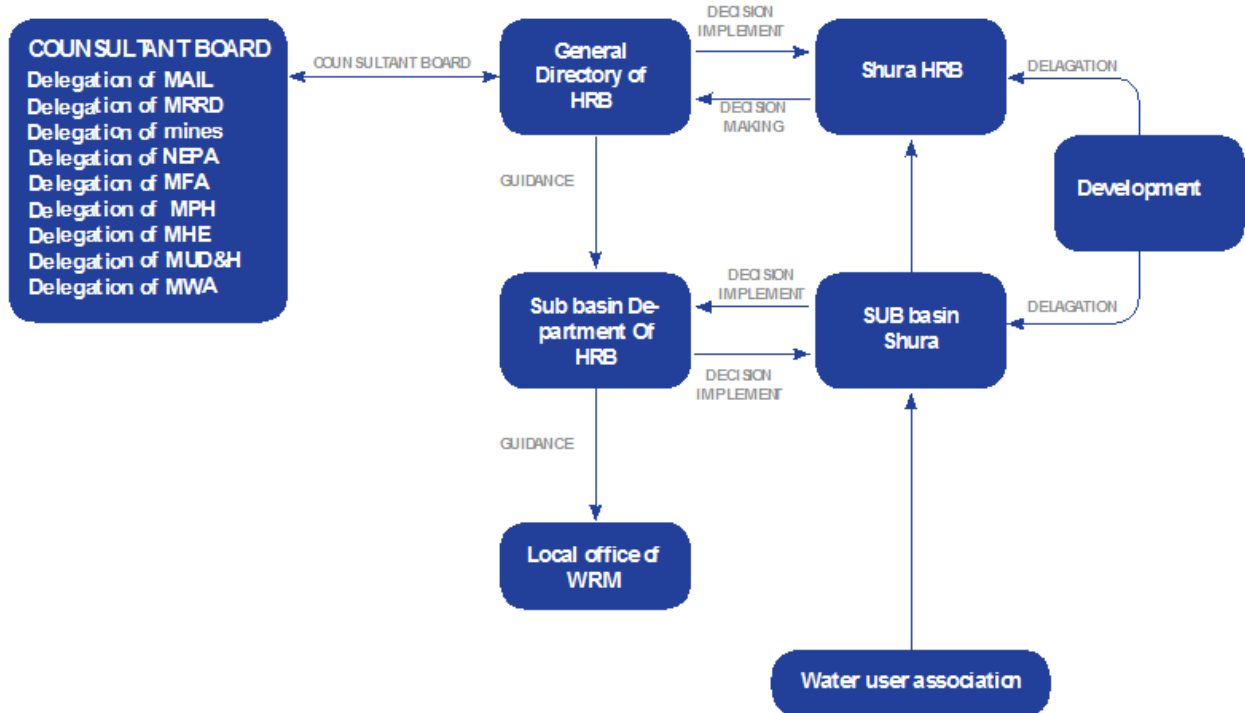 COUNSULTANT BOARD
Delegation of MAIL
Delegation of MRRD
Delegation of mines
Delegation of NEPA
Delegation of MFA
Delegation of MPH
Delegation of MHE
Delegation of MUD&H
Delegation of MWA
COUNSULTANT BOARD
General
Directory of
HRB
DECISION
IMPLEMENT
DECISION
MAKING
Shura HRB
DELAGATION
Development
DELAGATION
GUIDANCE
Sub basin De-
partment Of
HRB
DECISION
IMPLEMENT
DECISION
IMPLEMENT
SUB basin
Shura
GUIDANCE
Local office of
WRM
Water user association